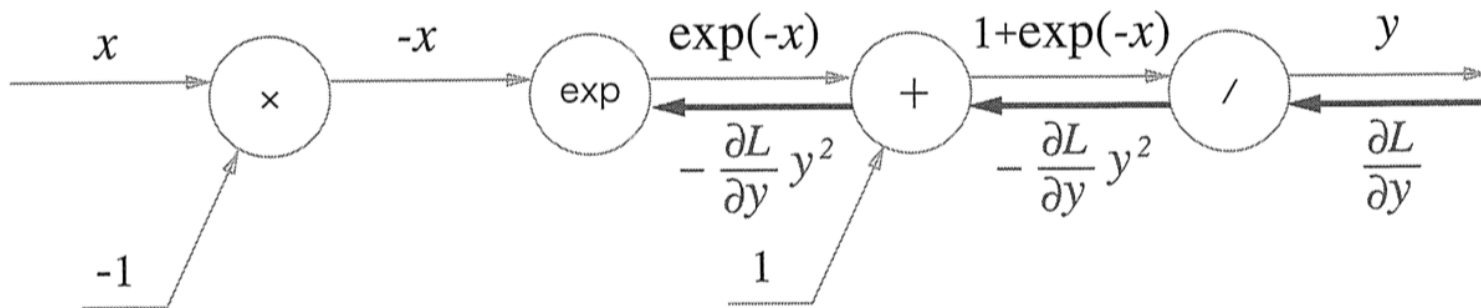 x -x exp(-x) 1+exp(-x) y
× exp + /
- ∂L/∂y y² - ∂L/∂y y² ∂L/∂y
-1 1